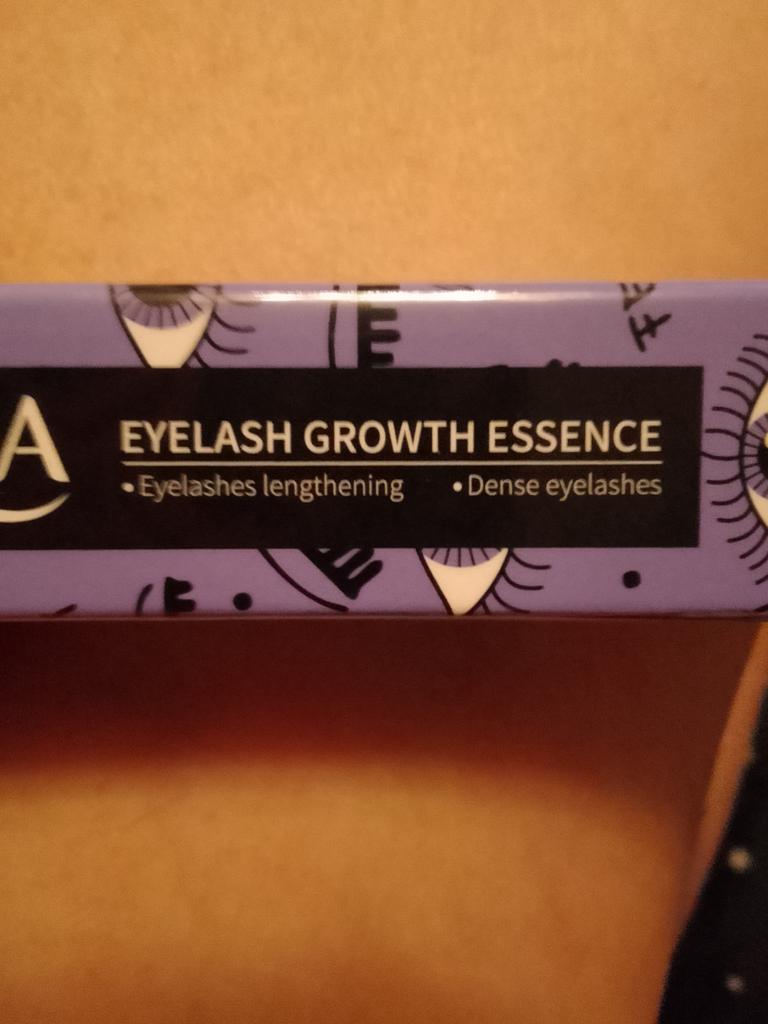 A
EYELASH GROWTH ESSENCE
•Eyelashes lengthening •Dense eyelashes